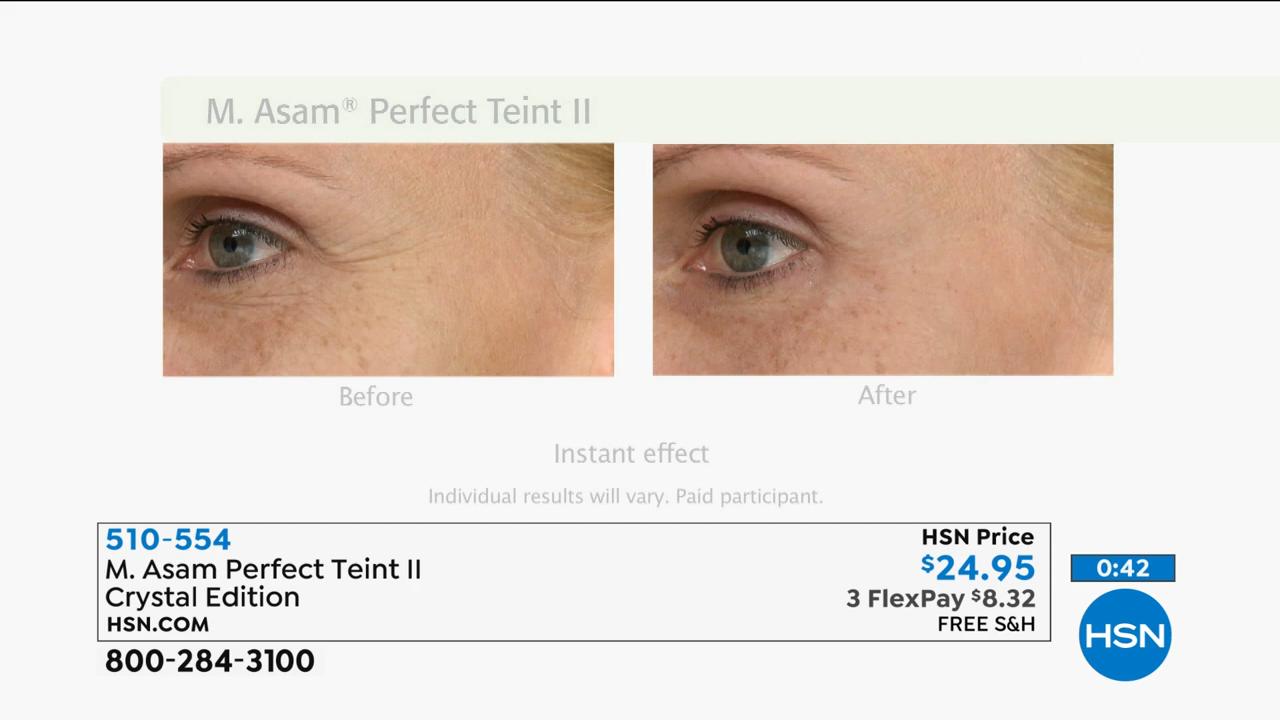 M. Asam® Perfect Teint II
Before
After
Instant effect
Individual results will vary. Paid participant.
510-554
M. Asam Perfect Teint II
Crystal Edition
HSN.COM
HSN Price
$24.95
3 FlexPay $8.32
FREE S&H
0:42
HSN
800-284-3100